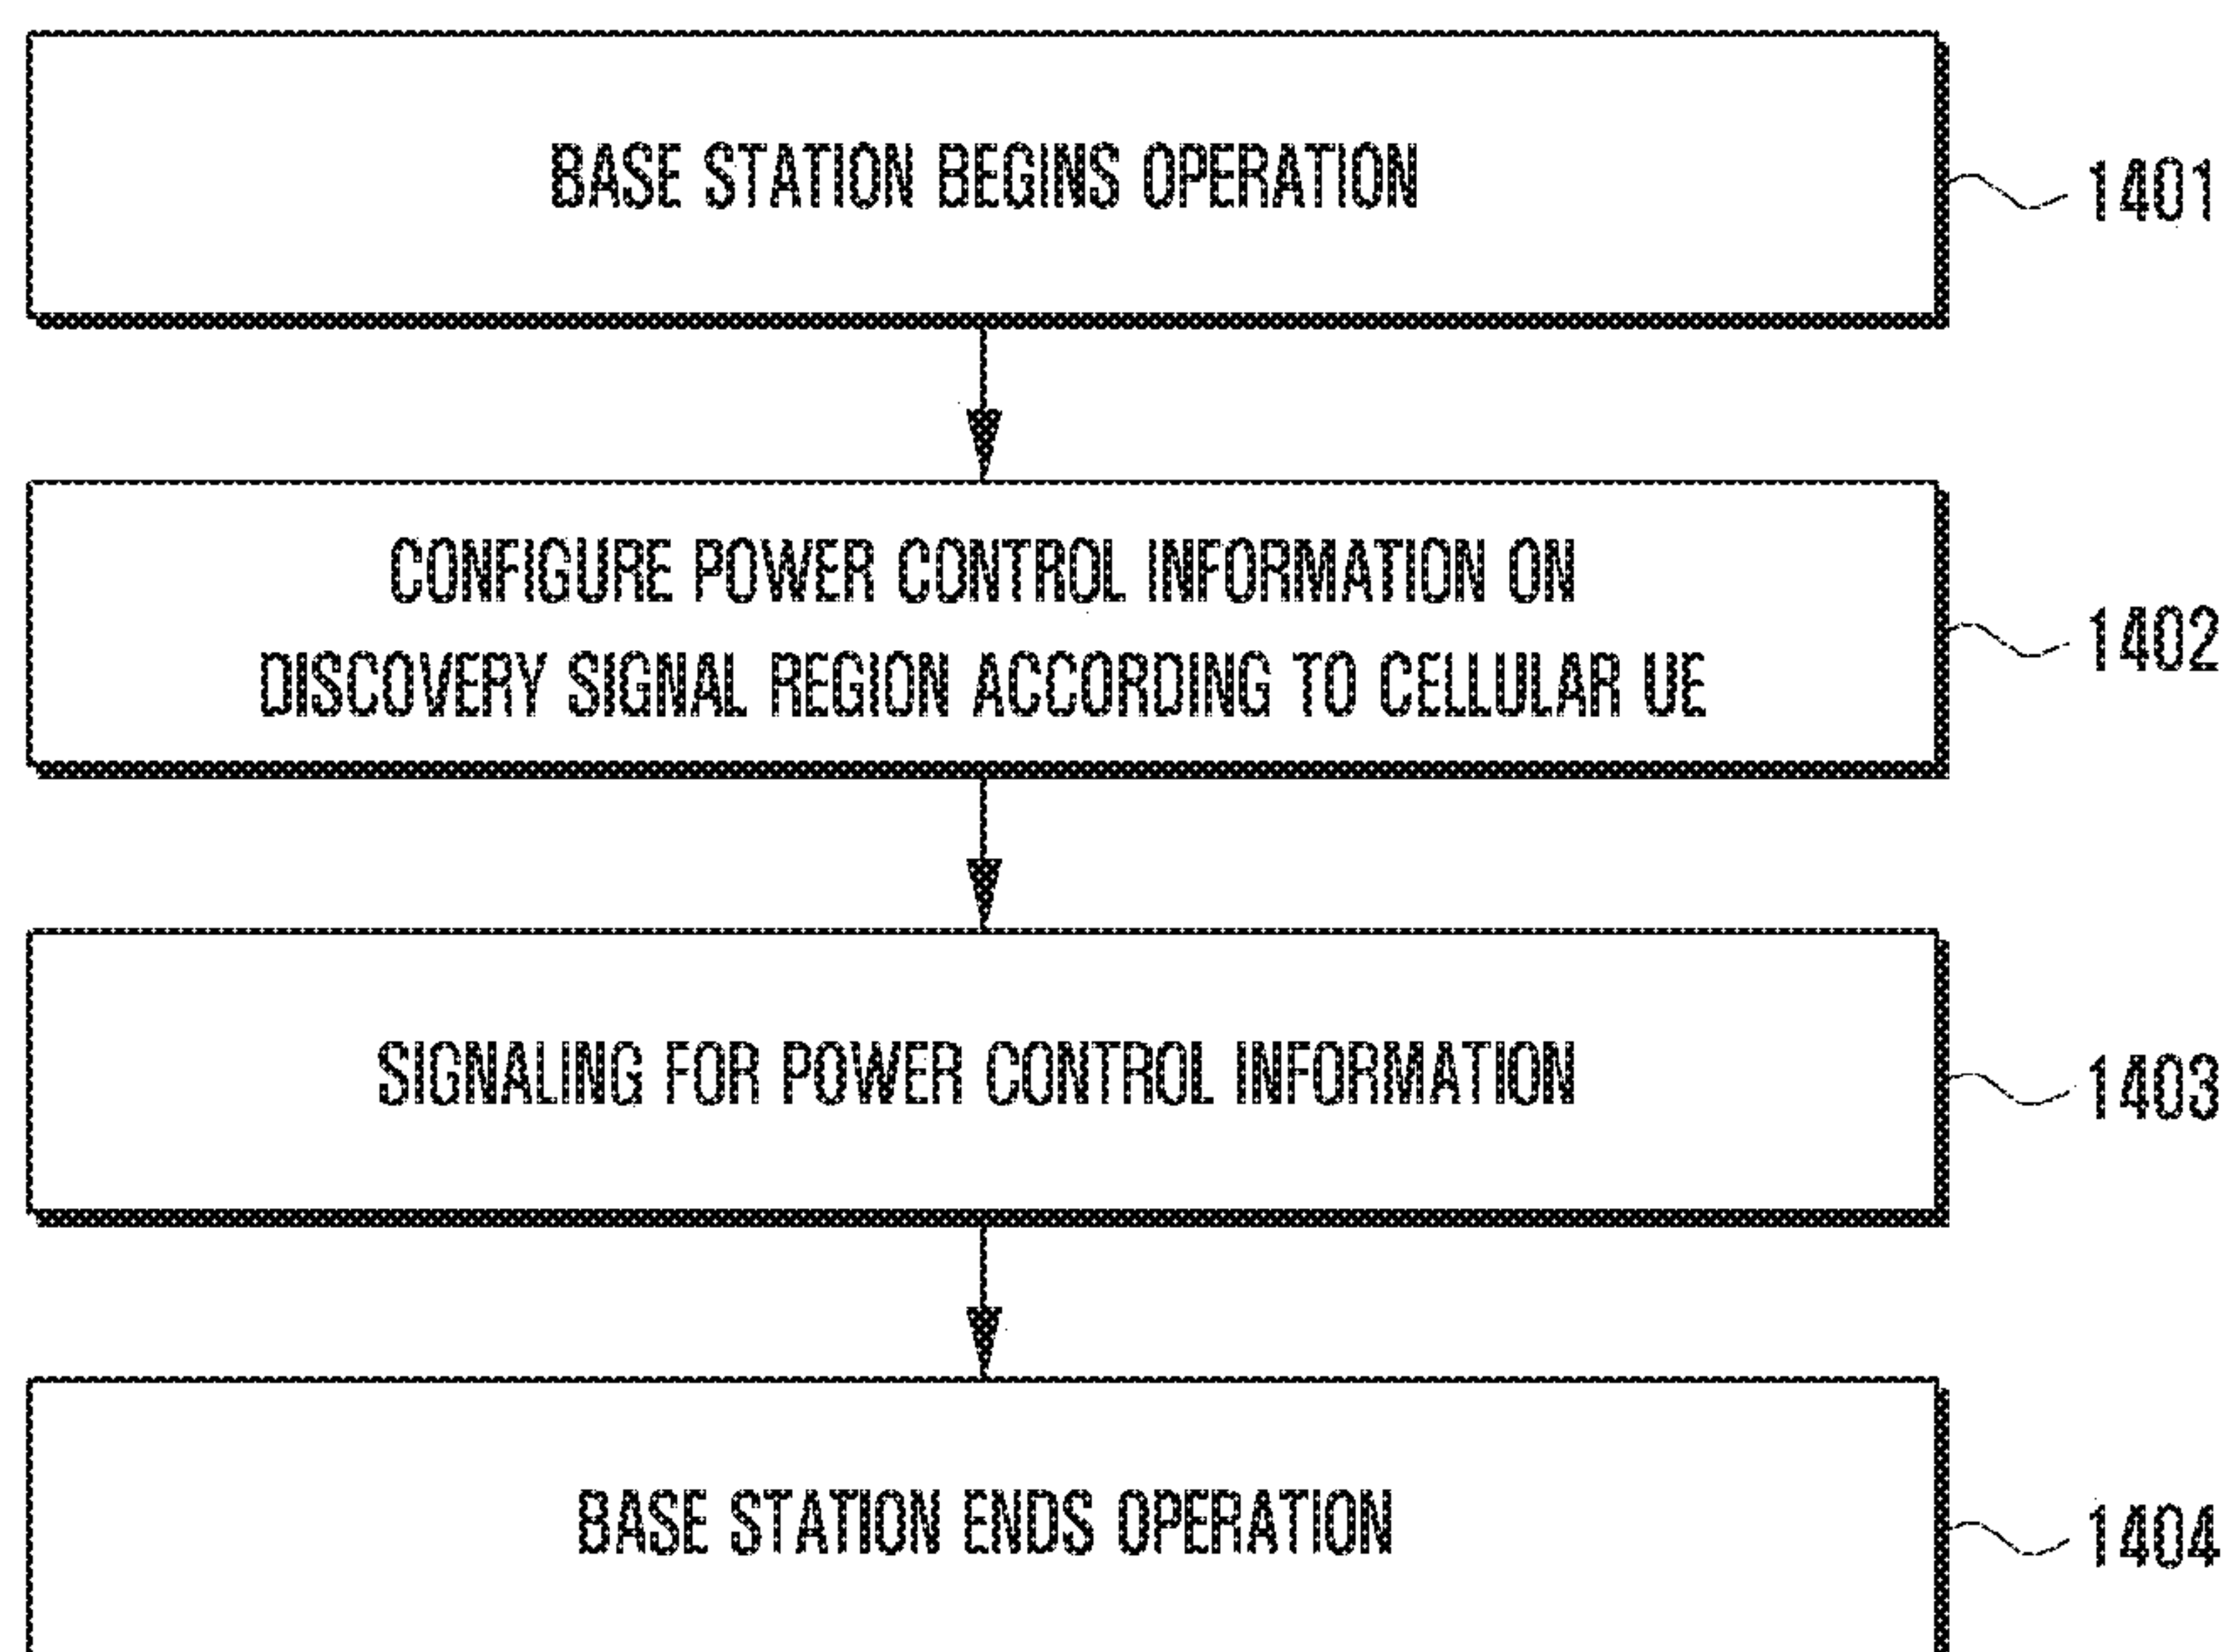 BASE STATION BEGINS OPERATION
1401
CONFIGURE POWER CONTROL INFORMATION ON
DISCOVERY SIGNAL REGION ACCORDING TO CELLULAR UE
1402
SIGNALING FOR POWER CONTROL INFORMATION
1403
BASE STATION ENDS OPERATION
1404